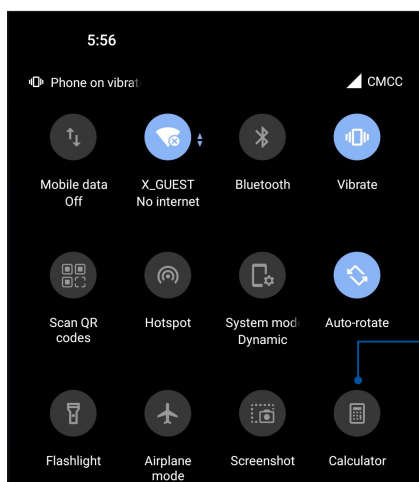 5:56
Phone on vibrat
CMCC
Mobile data
Off
X_GUEST
No internet
Bluetooth
Vibrate
Scan QR
codes
Hotspot
System mod
Dynamic
Auto-rotate
Flashlight
Airplane
mode
Screenshot
Calculator